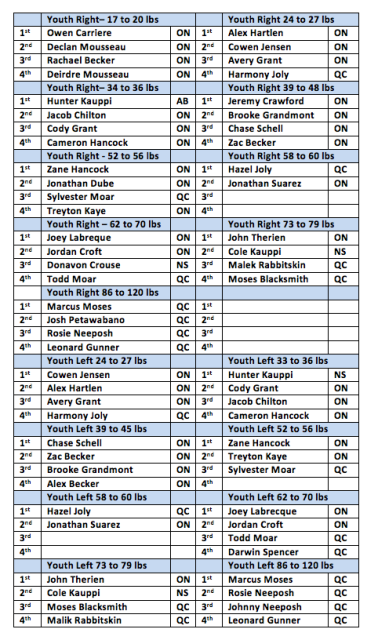 Youth Right– 17 to 20 lbs Youth Right 24 to 27 lbs
1st Owen Carriere ON 1st Alex Hartlen ON
2nd Declan Mousseau ON 2nd Cowen Jensen ON
3rd Rachael Becker ON 3rd Avery Grant ON
4th Deirdre Mousseau ON 4th Harmony Joly QC
Youth Right– 34 to 36 lbs Youth Right 39 to 48 lbs
1st Hunter Kauppi AB 1st Jeremy Crawford ON
2nd Jacob Chilton ON 2nd Brooke Grandmont ON
3rd Cody Grant ON 3rd Chase Schell ON
4th Cameron Hancock ON 4th Zac Becker ON
Youth Right - 52 to 56 lbs Youth Right 58 to 60 lbs
1st Zane Hancock ON 1st Hazel Joly QC
2nd Jonathan Dube ON 2nd Jonathan Suarez ON
3rd Sylvester Moar QC 3rd
4th Treyton Kaye ON 4th
Youth Right – 62 to 70 lbs Youth Right 73 to 79 lbs
1st Joey Labreque ON 1st John Therien ON
2nd Jordan Croft ON 2nd Cole Kauppi NS
3rd Donavon Crouse NS 3rd Malek Rabbitskin QC
4th Todd Moar QC 4th Moses Blacksmith QC
Youth Right 86 to 120 lbs
1st Marcus Moses QC 1st
2nd Josh Petawabano QC 2nd
3rd Rosie Neeposh QC 3rd
4th Leonard Gunner QC 4th
Youth Left 24 to 27 lbs Youth Left 33 to 36 lbs
1st Cowen Jensen ON 1st Hunter Kauppi NS
2nd Alex Hartlen ON 2nd Cody Grant ON
3rd Avery Grant ON 3rd Jacob Chilton ON
4th Harmony Joly QC 4th Cameron Hancock ON
Youth Left 39 to 45 lbs Youth Left 52 to 56 lbs
1st Chase Schell ON 1st Zane Hancock ON
2nd Zac Becker ON 2nd Treyton Kaye ON
3rd Brooke Grandmont ON 3rd Sylvester Moar QC
4th Alex Becker ON 4th
Youth Left 58 to 60 lbs Youth Left 62 to 70 lbs
1st Hazel Joly QC 1st Joey Labrecque ON
2nd Jonathan Suarez ON 2nd Jordan Croft ON
3rd 3rd Todd Moar QC
4th 4th Darwin Spencer QC
Youth Left 73 to 79 lbs Youth Left 86 to 120 lbs
1st John Therien ON 1st Marcus Moses QC
2nd Cole Kauppi NS 2nd Rosie Neeposh QC
3rd Moses Blacksmith QC 3rd Johnny Neeposh QC
4th Malik Rabbitskin QC 4th Leonard Gunner QC